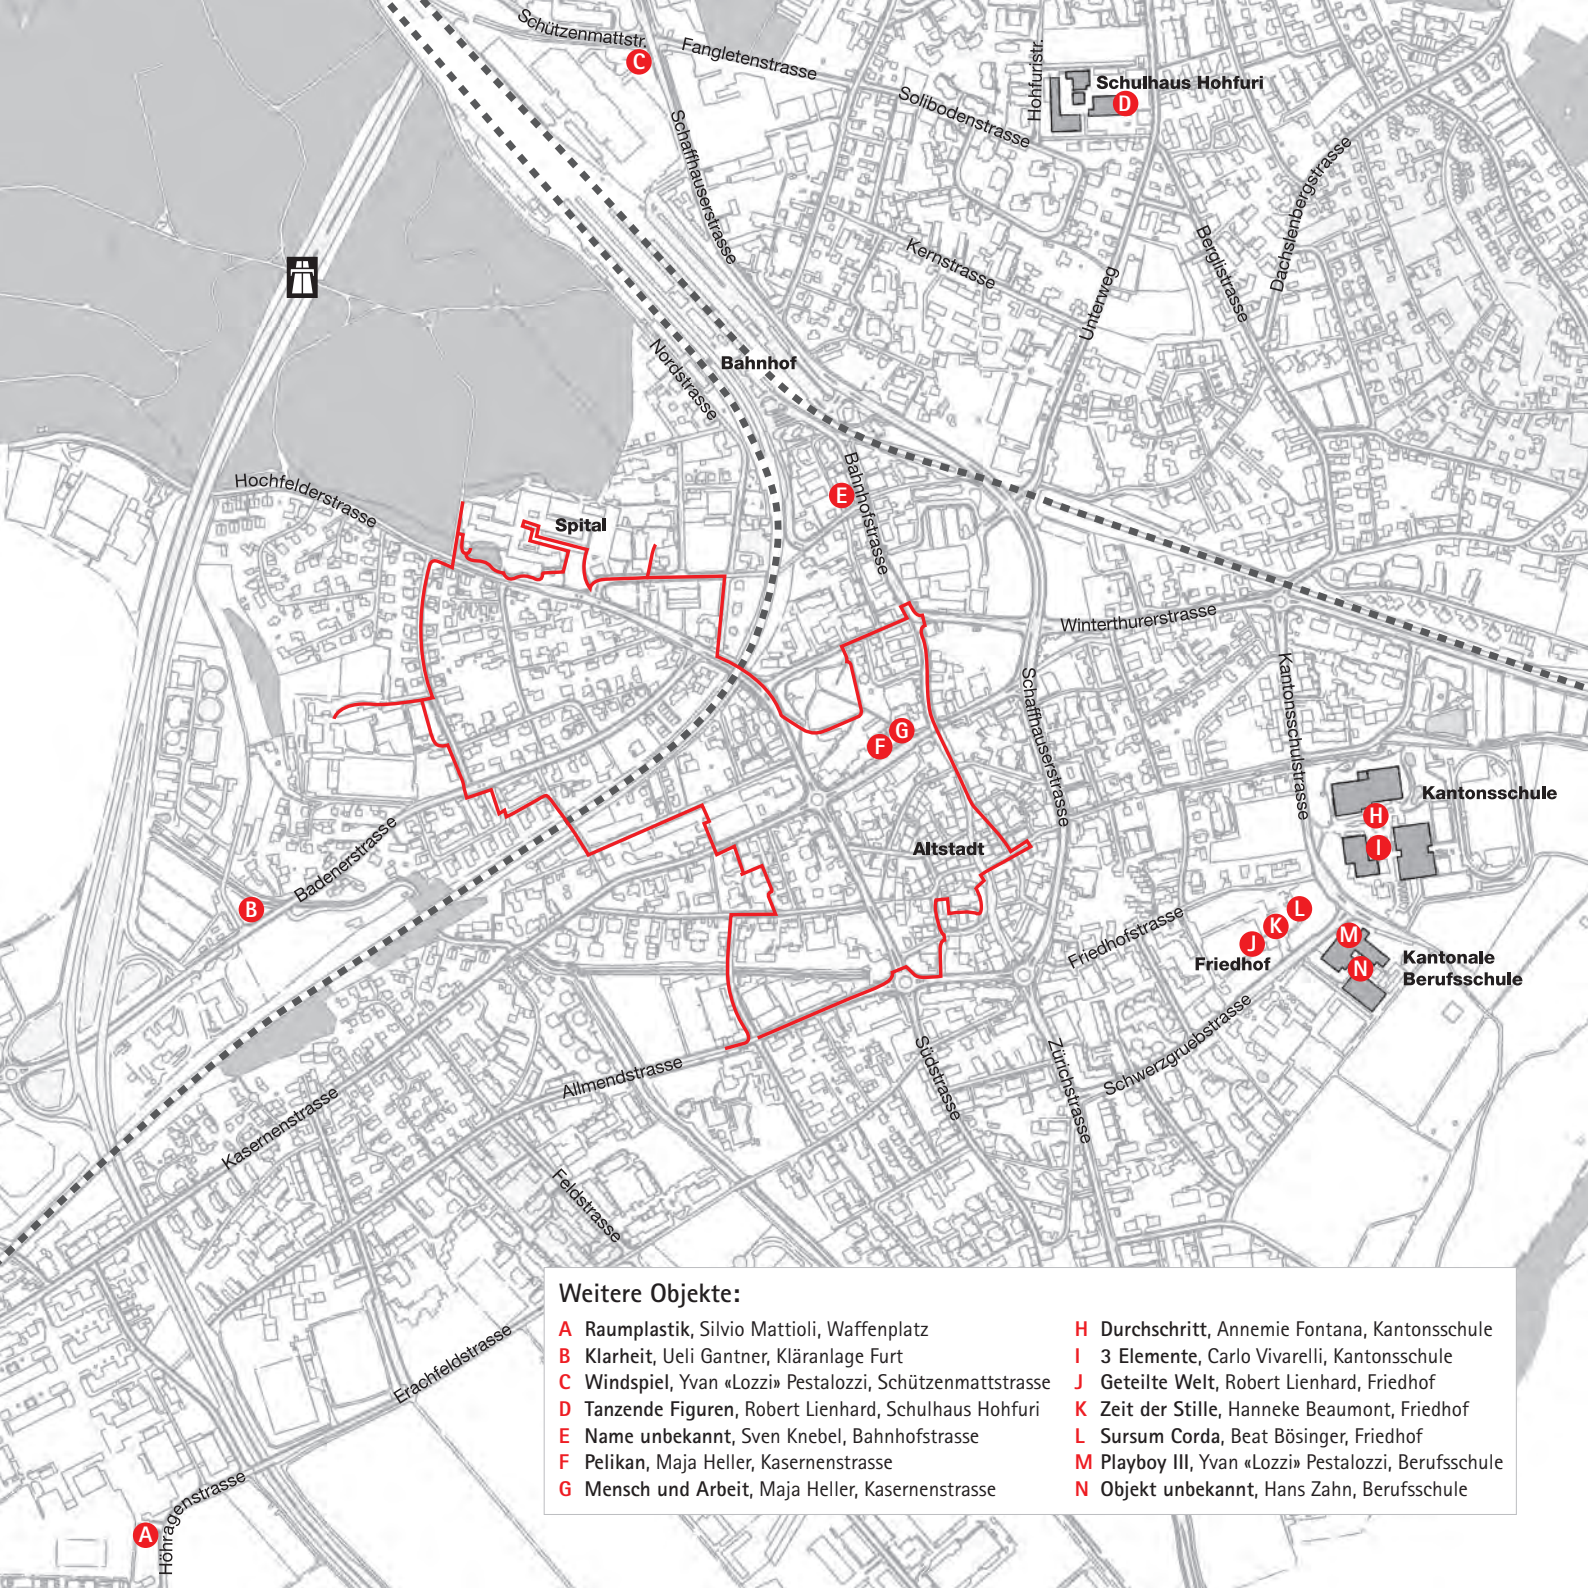 Schützenmattstr.
C
Fangletenstrasse
Hohfuristr.
Schulhaus Hohfuri
D
Solibodenstrasse
Schaffhauserstrasse
Dachslenbergstrasse
Berglistrasse
Kernstrasse
Unterweg
Nordstrasse
Bahnhof
Hochfelderstrasse
Bahnhofstrasse
E
Spital
Winterthurerstrasse
Kantonsschulstrasse
Schaffhauserstrasse
G
F
Kantonsschule
H
I
Altstadt
Badenerstrasse
B
L
K
J
Friedhofstrasse
Friedhof
M
N
Kantonale
Berufsschule
Schwerzgruebstrasse
Südstrasse
Zürichstrasse
Allmendstrasse
Kasernenstrasse
Feldstrasse
Erachfeldstrasse
Höhragenstrasse
A
Weitere Objekte:
A Raumplastik, Silvio Mattioli, Waffenplatz
B Klarheit, Ueli Gantner, Kläranlage Furt
C Windspiel, Yvan «Lozzi» Pestalozzi, Schützenmattstrasse
D Tanzende Figuren, Robert Lienhard, Schulhaus Hohfuri
E Name unbekannt, Sven Knebel, Bahnhofstrasse
F Pelikan, Maja Heller, Kasernenstrasse
G Mensch und Arbeit, Maja Heller, Kasernenstrasse
H Durchschritt, Annemie Fontana, Kantonsschule
I 3 Elemente, Carlo Vivarelli, Kantonsschule
J Geteilte Welt, Robert Lienhard, Friedhof
K Zeit der Stille, Hanneke Beaumont, Friedhof
L Sursum Corda, Beat Bösinger, Friedhof
M Playboy III, Yvan «Lozzi» Pestalozzi, Berufsschule
N Objekt unbekannt, Hans Zahn, Berufsschule